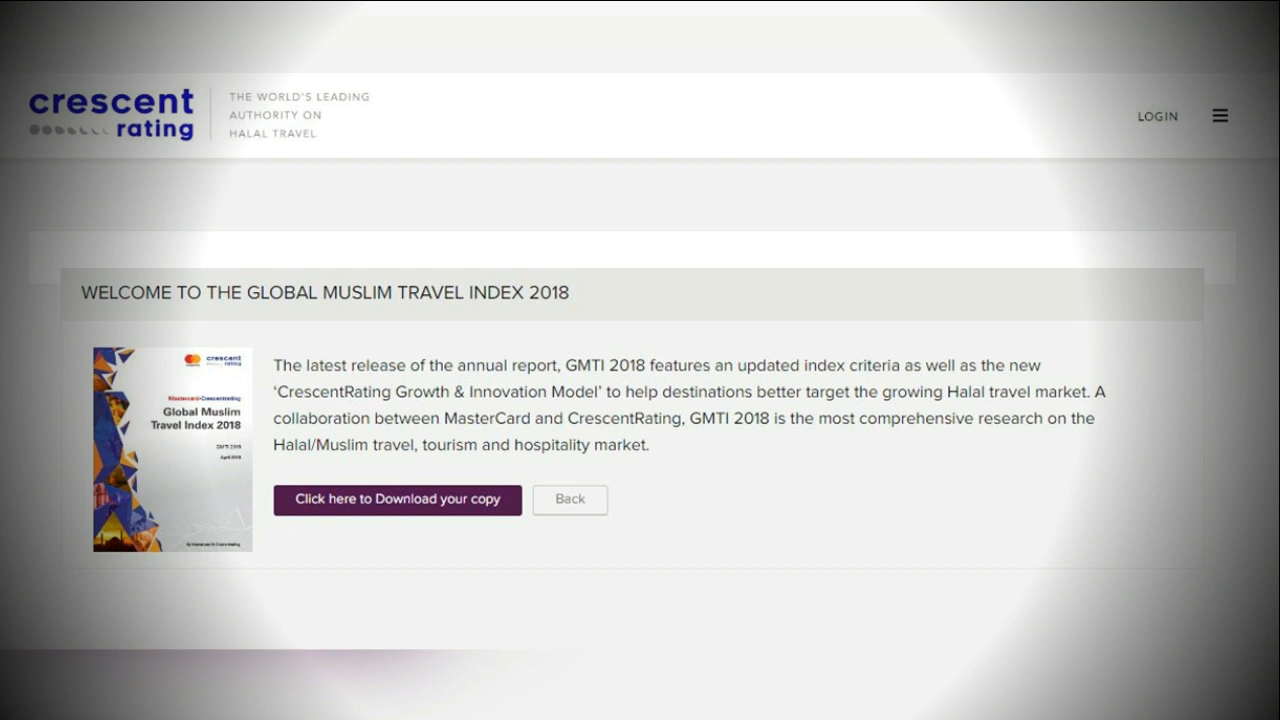 crescent
rating
THE WORLD'S LEADING
AUTHORITY ON
HALAL TRAVEL
LOGIN
WELCOME TO THE GLOBAL MUSLIM TRAVEL INDEX 2018
crescent
rating
Mastercard-Crescentrating
Global Muslim
Travel Index 2018
GMTI 2018
April 2018
By Mastercard & CrescentRating
The latest release of the annual report, GMTI 2018 features an updated index criteria as well as the new
‘CrescentRating Growth & Innovation Model’ to help destinations better target the growing Halal travel market. A
collaboration between MasterCard and CrescentRating, GMTI 2018 is the most comprehensive research on the
Halal/Muslim travel, tourism and hospitality market.
Click here to Download your copy
Back